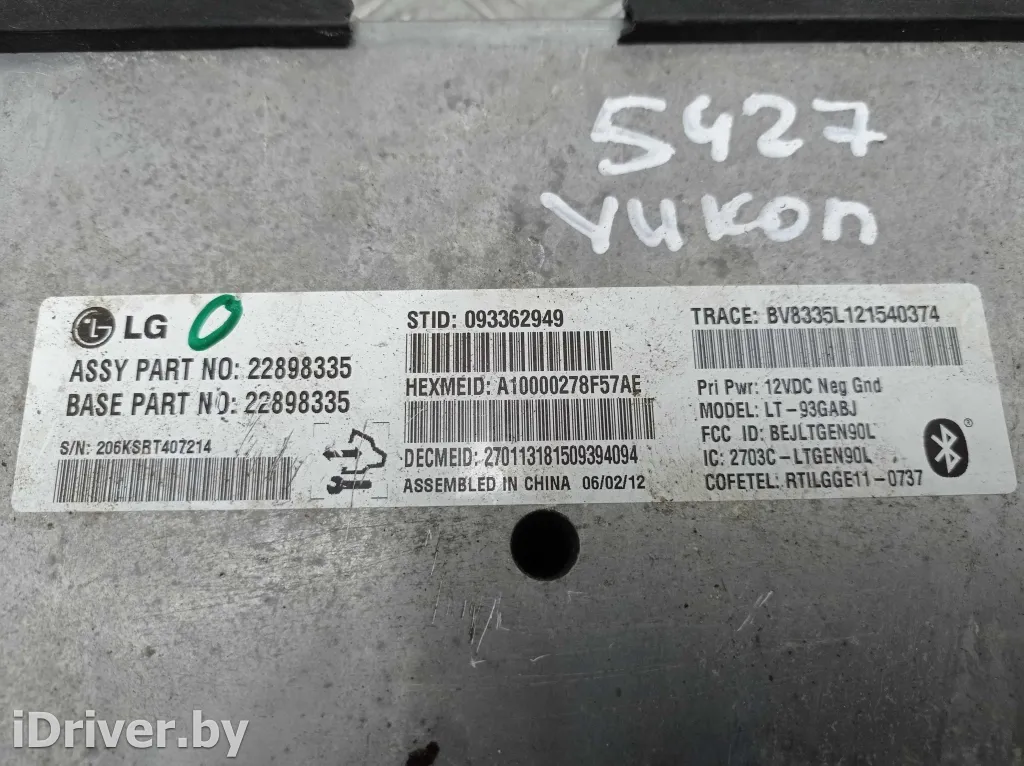 5427
Yukon
LG O
ASSY PART NO: 22898335
BASE PART NO: 22898335
S/N: 206KSRT407214
STID: 093362949
HEXMEID: A10000278F57AE
DECMEID: 270113181509394094
ASSEMBLED IN CHINA 06/02/12
TRACE: BV8335L121540374
Pri Pwr: 12VDC Neg Gnd
MODEL: LT-93GABJ
FCC ID: BEJLTGEN90L
IC: 2703C-LTGEN90L
COFETEL: RTILGGE11-0737
iDriver.by